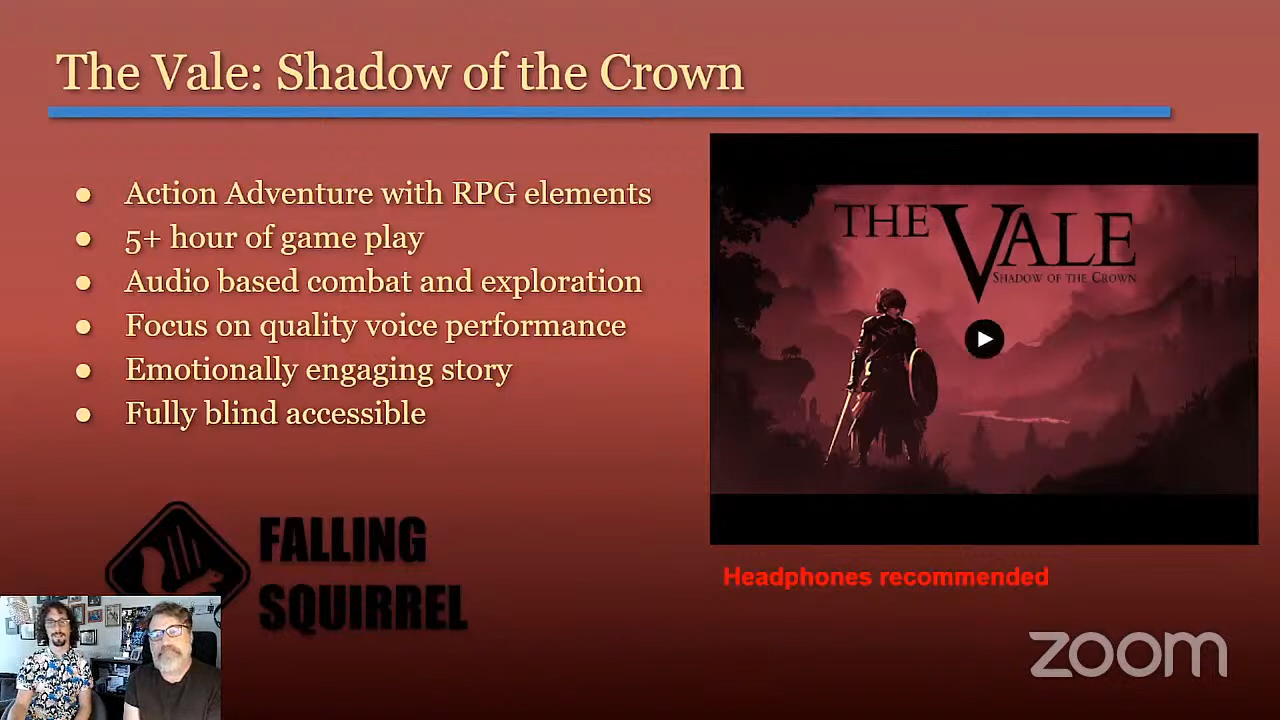 The Vale: Shadow of the Crown
● Action Adventure with RPG elements
● 5+ hour of game play
● Audio based combat and exploration
● Focus on quality voice performance
● Emotionally engaging story
● Fully blind accessible
THE VALE
SHADOW OF THE CROWN
Headphones recommended
FALLING
SQUIRREL
zoom